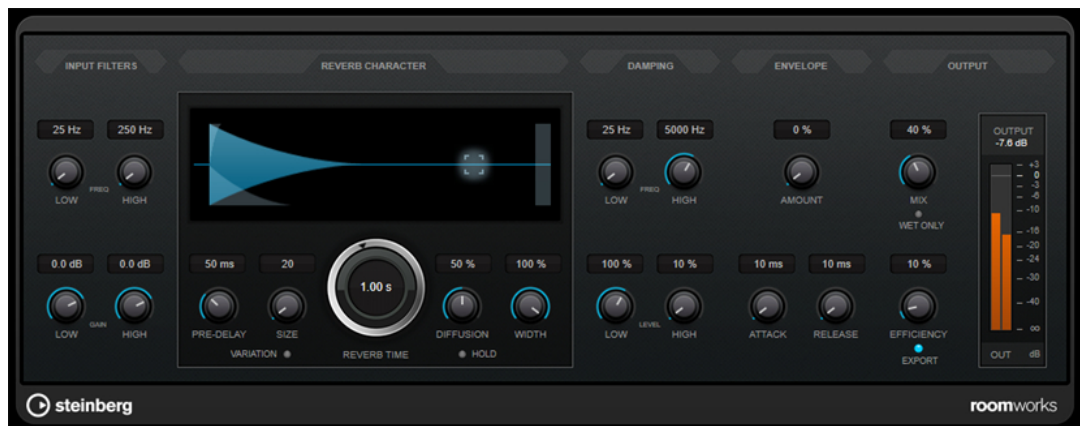 INPUT FILTERS REVERB CHARACTER DAMPING ENVELOPE OUTPUT
25 Hz 250 Hz 25 Hz 5000 Hz 0 % 40 % OUTPUT
-7.6 dB
LOW FREQ HIGH LOW FREQ HIGH AMOUNT MIX
WET ONLY
+3
0
-3
-6
-10
-16
-20
-24
-30
-40
∞
0.0 dB 0.0 dB 50 ms 20 1.00 s 50 % 100 % 100 % 10 % 10 ms 10 ms 10 %
LOW GAIN HIGH PRE-DELAY SIZE DIFFUSION WIDTH LOW LEVEL HIGH ATTACK RELEASE EFFICIENCY
VARIATION REVERB TIME HOLD EXPORT OUT dB
steinberg roomworks